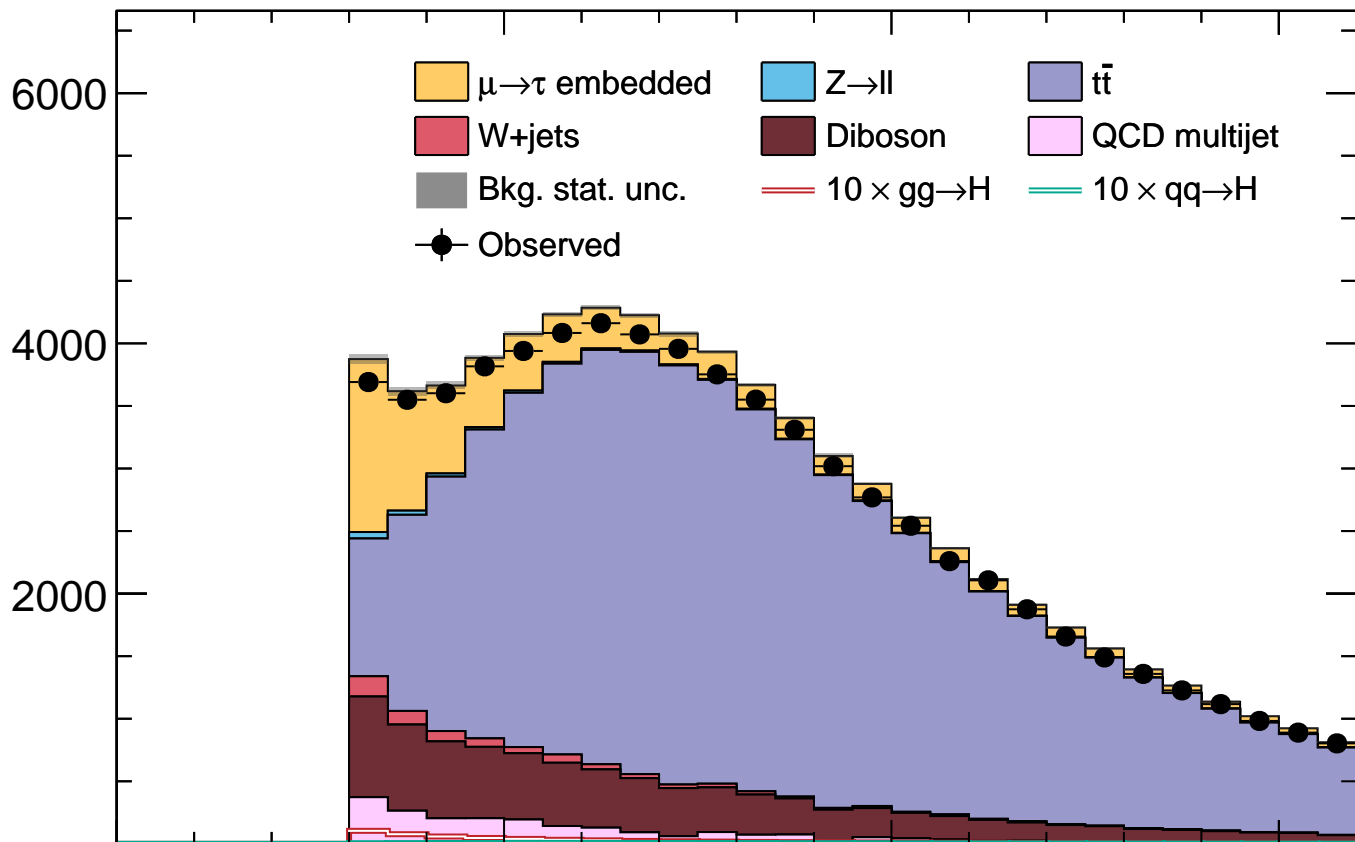 6000
μ→τ embedded Z→ll tt̄
W+jets Diboson QCD multijet
Bkg. stat. unc. 10 × gg→H 10 × qq→H
Observed
4000
2000